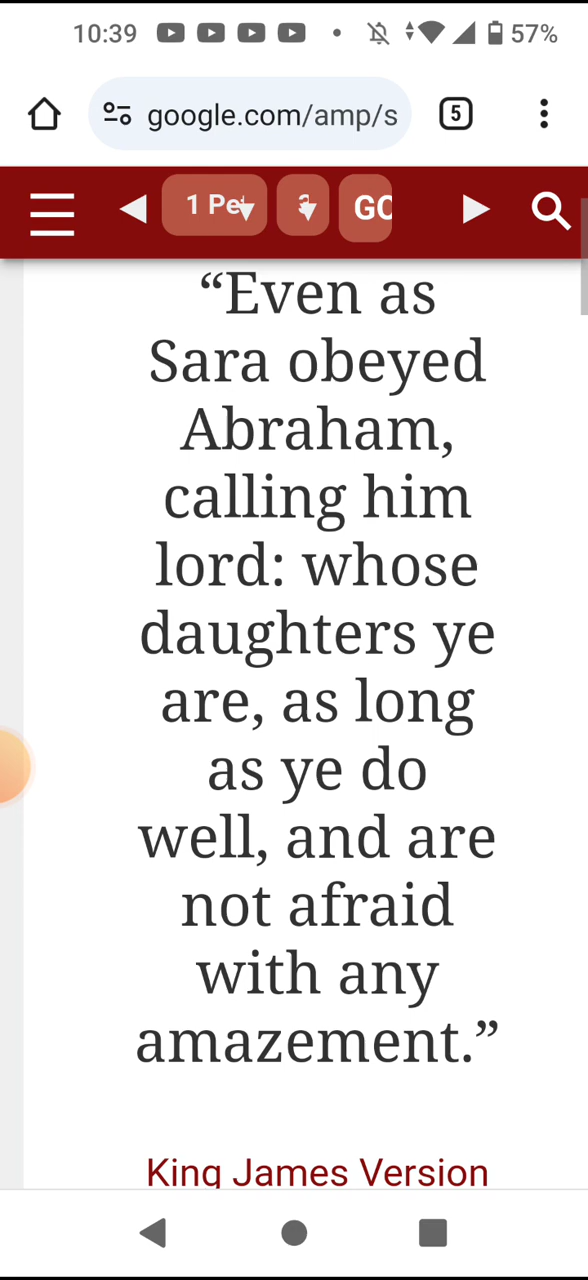 10:39 57%
google.com/amp/s 5
1 Pe
“Even as
Sara obeyed
Abraham,
calling him
lord: whose
daughters ye
are, as long
as ye do
well, and are
not afraid
with any
amazement.”
King James Version